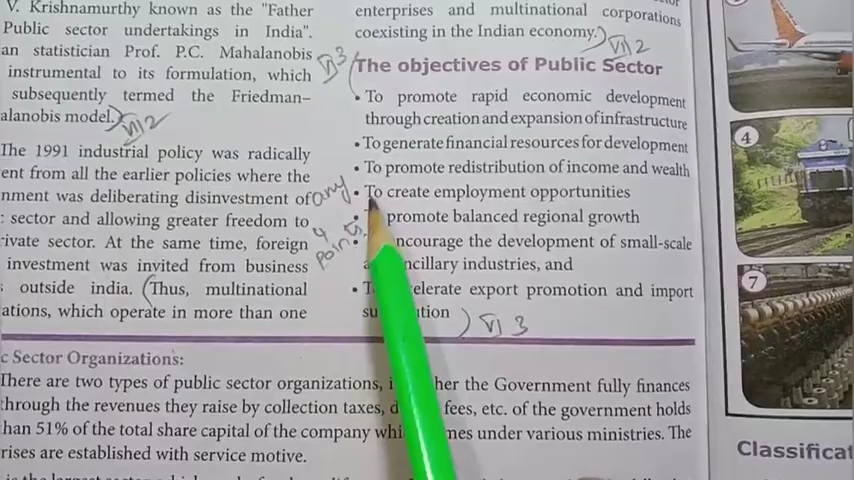 V. Krishnamurthy known as the "Father
Public sector undertakings in India".
an statistician Prof. P.C. Mahalanobis
instrumental to its formulation, which
subsequently termed the Friedman–
alanobis model.
The 1991 industrial policy was radically
ent from all the earlier policies where the
nment was deliberating disinvestment of
sector and allowing greater freedom to
rivate sector. At the same time, foreign
investment was invited from business
outside india. (Thus, multinational
ations, which operate in more than one
enterprises and multinational corporations
coexisting in the Indian economy.
The objectives of Public Sector
• To promote rapid economic development
through creation and expansion of infrastructure
• To generate financial resources for development
• To promote redistribution of income and wealth
any
4
points
• To create employment opportunities
• promote balanced regional growth
• ncourage the development of small-scale
ncillary industries, and
• celerate export promotion and import
c Sector Organizations:
There are two types of public sector organizations, her the Government fully finances
through the revenues they raise by collection taxes, fees, etc. of the government holds
han 51% of the total share capital of the company mes under various ministries. The
rises are established with service motive.
4
7
Classificat